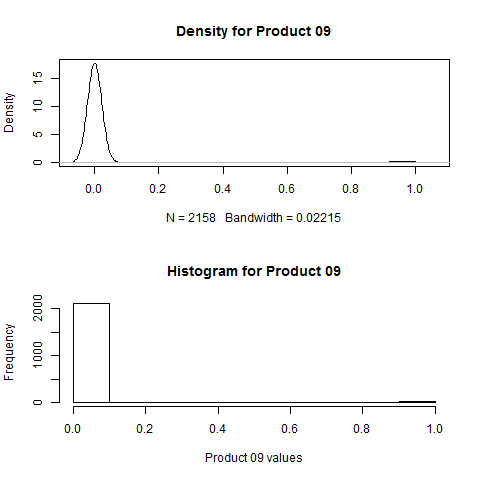 Density for Product 09
Density
0 5 10 15
0.0 0.2 0.4 0.6 0.8 1.0
N = 2158 Bandwidth = 0.02215
Histogram for Product 09
Frequency
0 1000 2000
0.0 0.2 0.4 0.6 0.8 1.0
Product 09 values